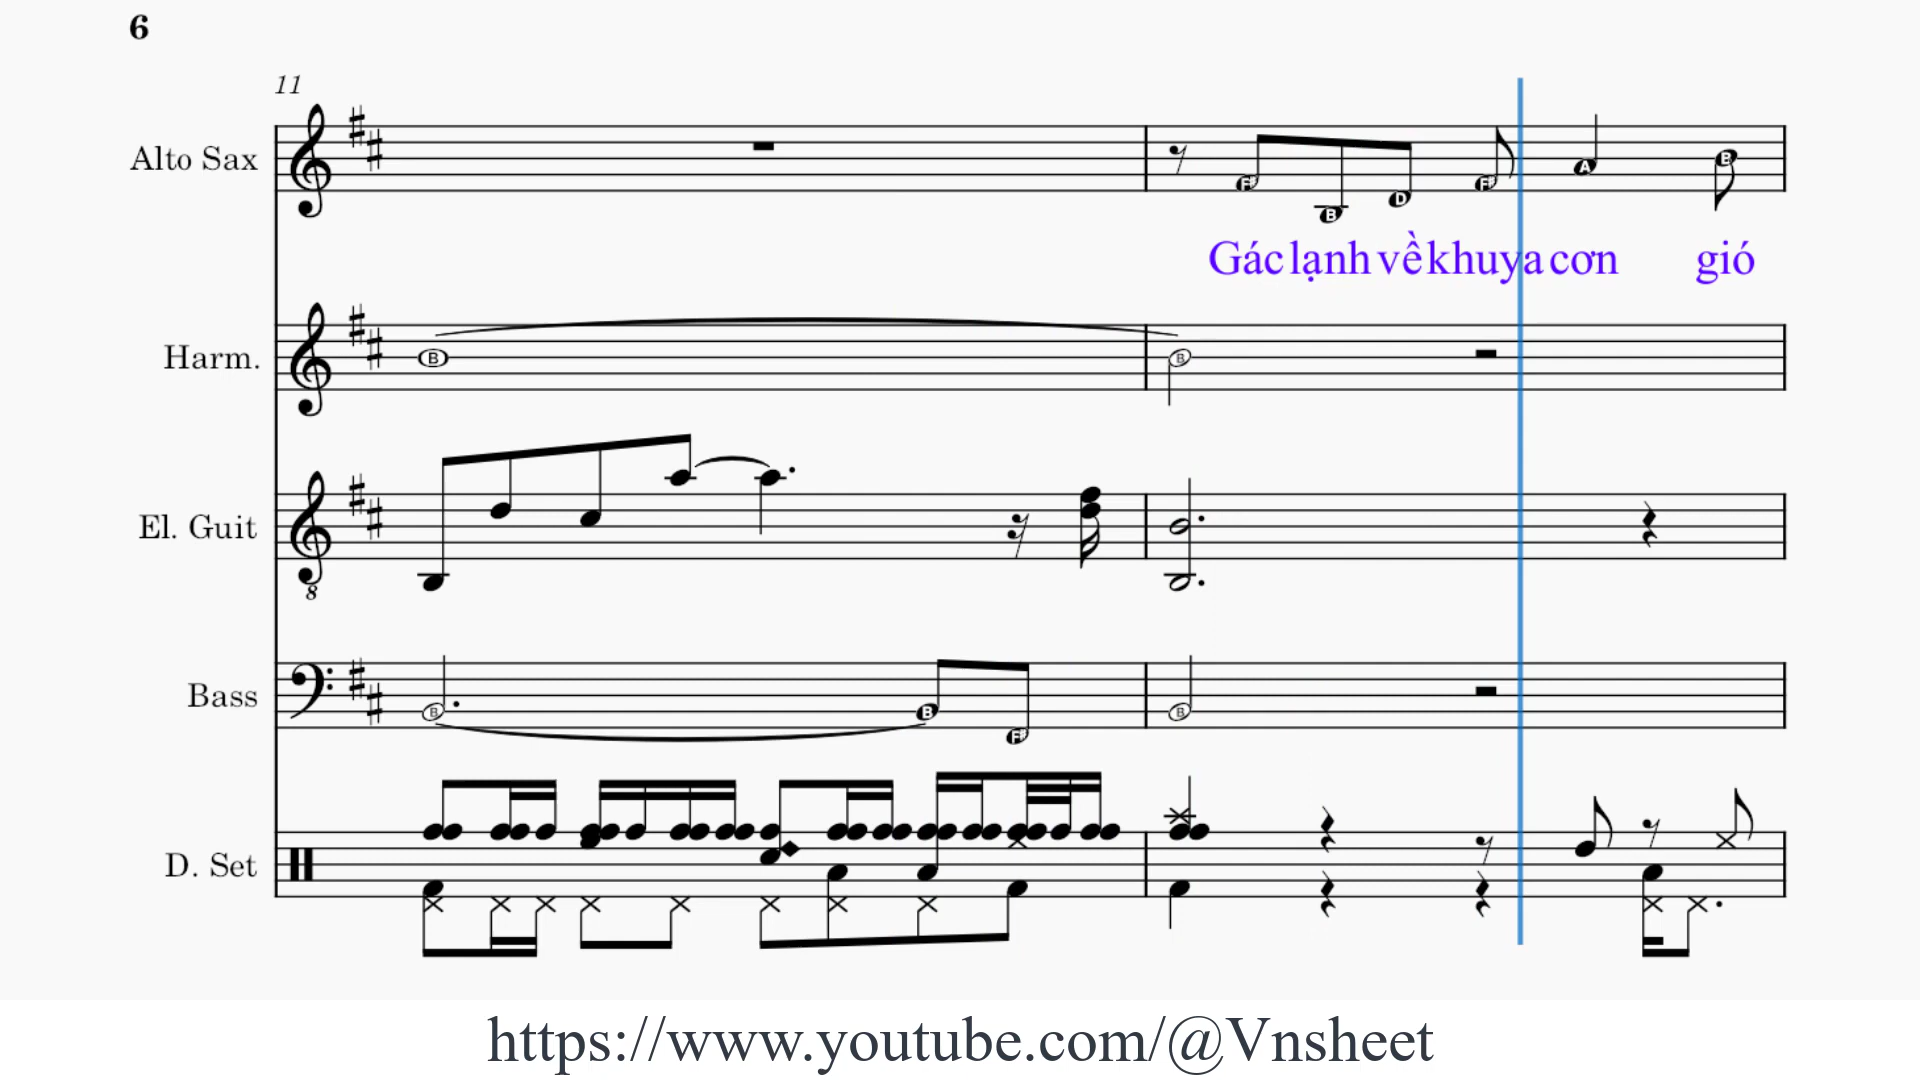 6
11
Alto Sax
F B D F A B
Gác lạnh về khuya cơn gió
Harm.
B B
El. Guit
8
Bass
B B F B
D. Set
https://www.youtube.com/@Vnsheet